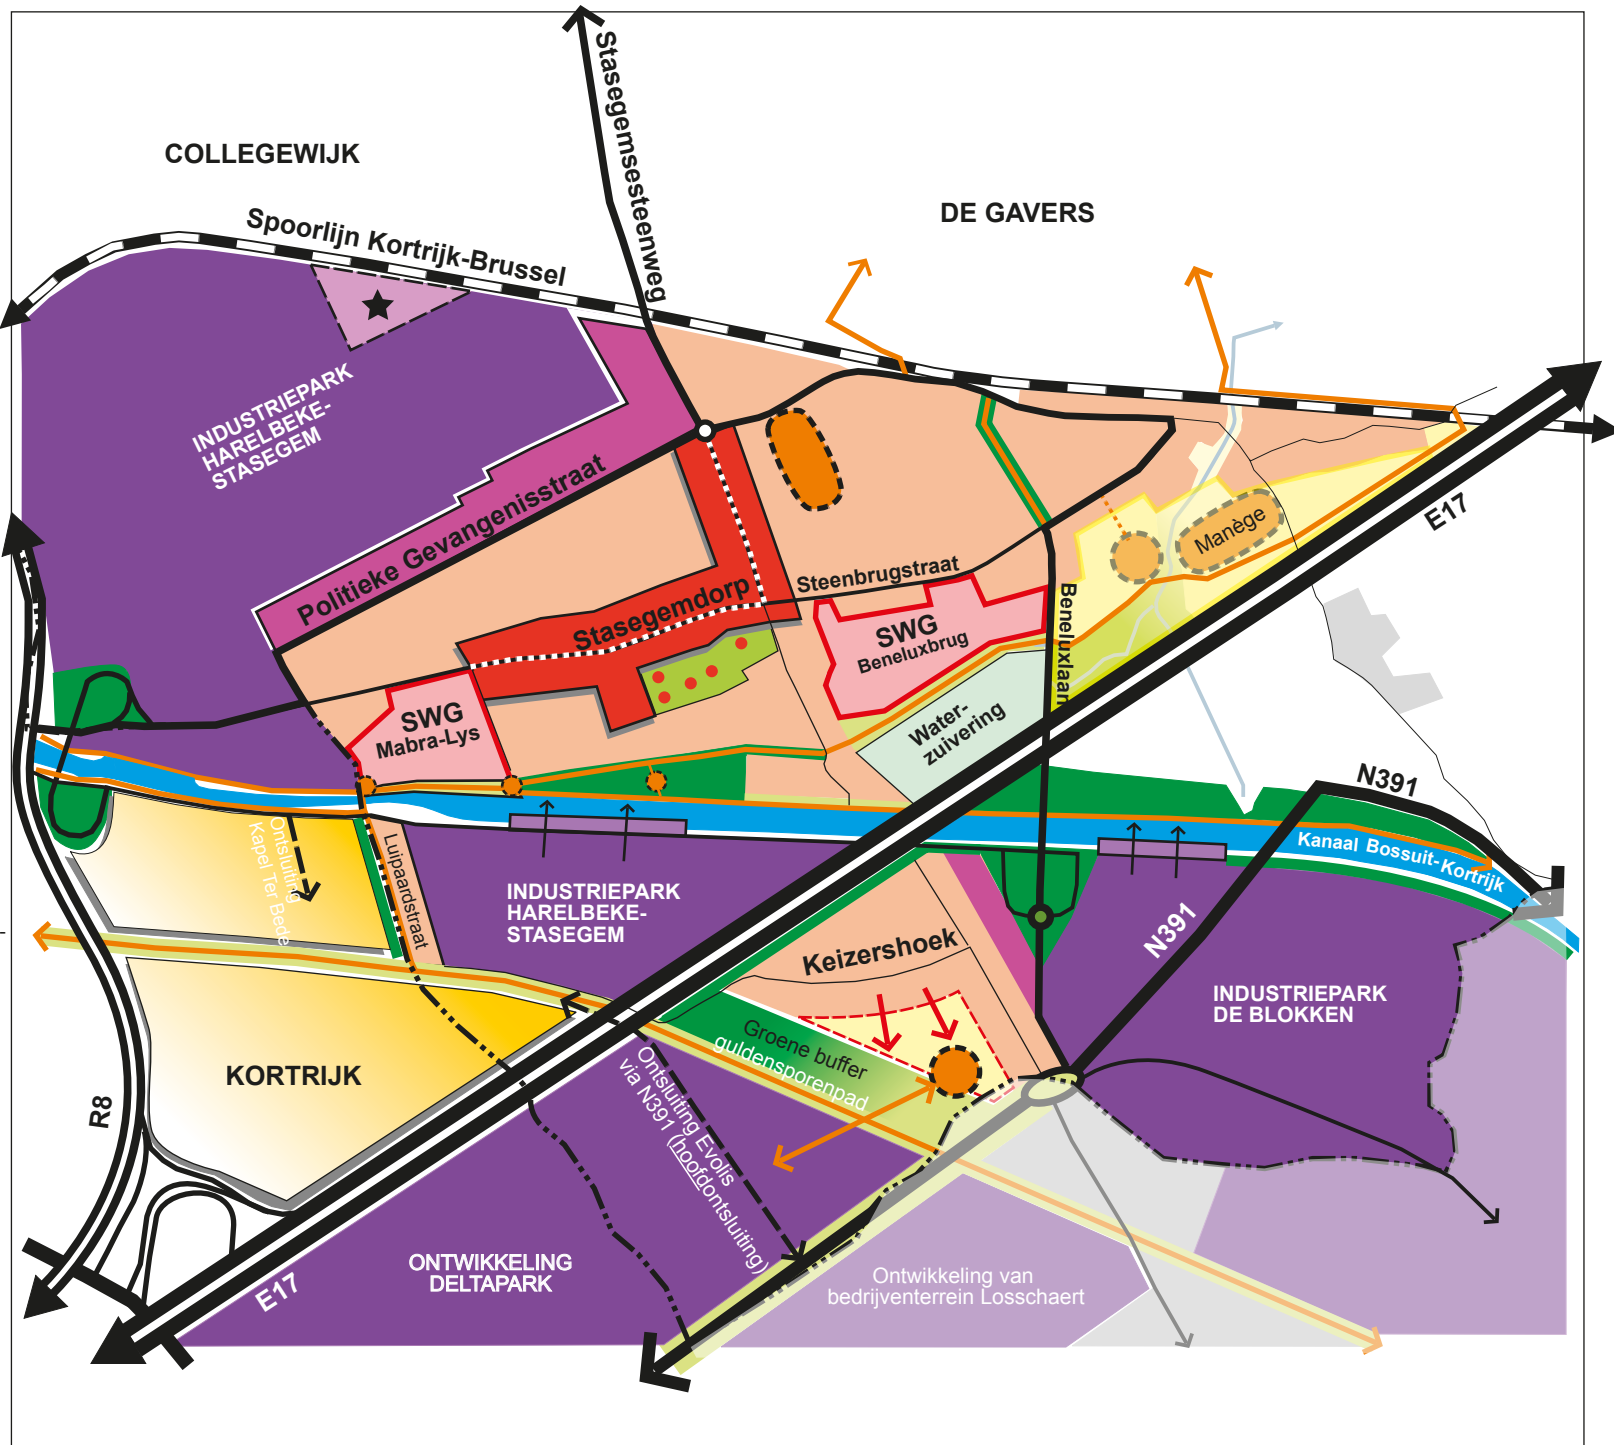 Stasegemsesteenweg
COLLEGEWIJK
DE GAVERS
Spoorlijn Kortrijk-Brussel
INDUSTRIEPARK
HARELBEKE-
STASEGEM
Politieke Gevangenisstraat
E17
Manège
Steenbrugstraat
Stasegemdorp
SWG
Beneluxbrug
Beneluxlaan
SWG
Mabra-Lys
Water-
zuivering
N391
Ontsluiting
Kapel Ter Bede
Luipaardstraat
Kanaal Bossuit-Kortrijk
INDUSTRIEPARK
HARELBEKE-
STASEGEM
N391
Keizershoek
INDUSTRIEPARK
DE BLOKKEN
Groene buffer
guldensporenpad
KORTRIJK
R8
Ontsluiting Evolis
via N391 (hoofdontsluiting)
ONTWIKKELING
DELTAPARK
E17
Ontwikkeling van
bedrijventerrein Losschaert